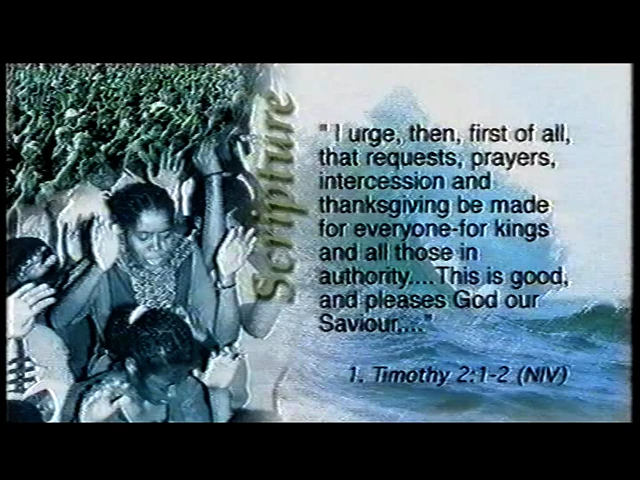 Scripture
" I urge, then, first of all,
that requests, prayers,
intercession and
thanksgiving be made
for everyone-for kings
and all those in
authority....This is good,
and pleases God our
Saviour...."
1. Timothy 2:1-2 (NIV)